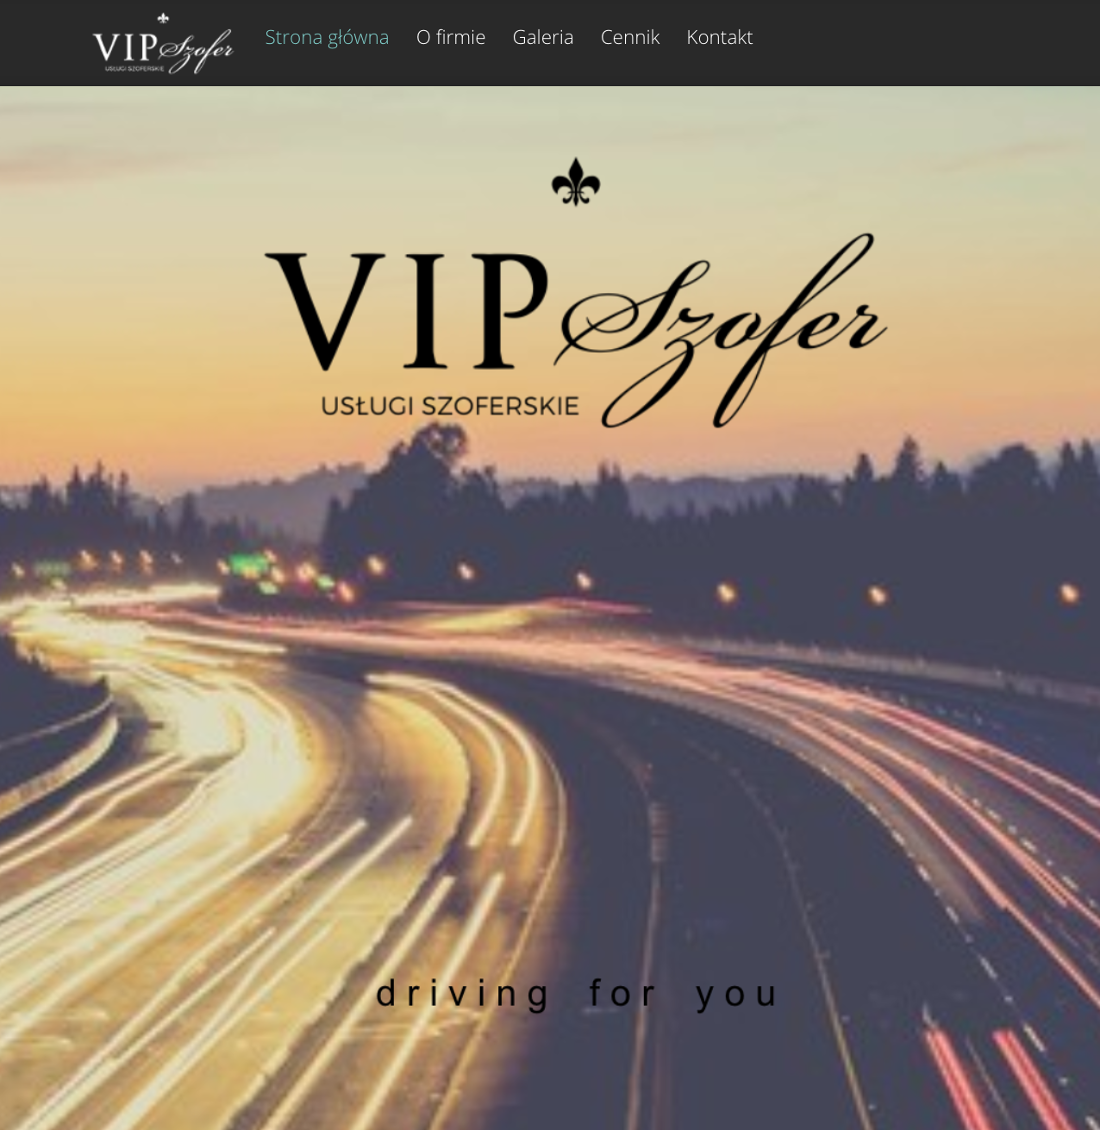 VIP Szofer
USŁUGI SZOFERSKIE
Strona główna O firmie Galeria Cennik Kontakt
VIP Szofer
USŁUGI SZOFERSKIE
driving for you